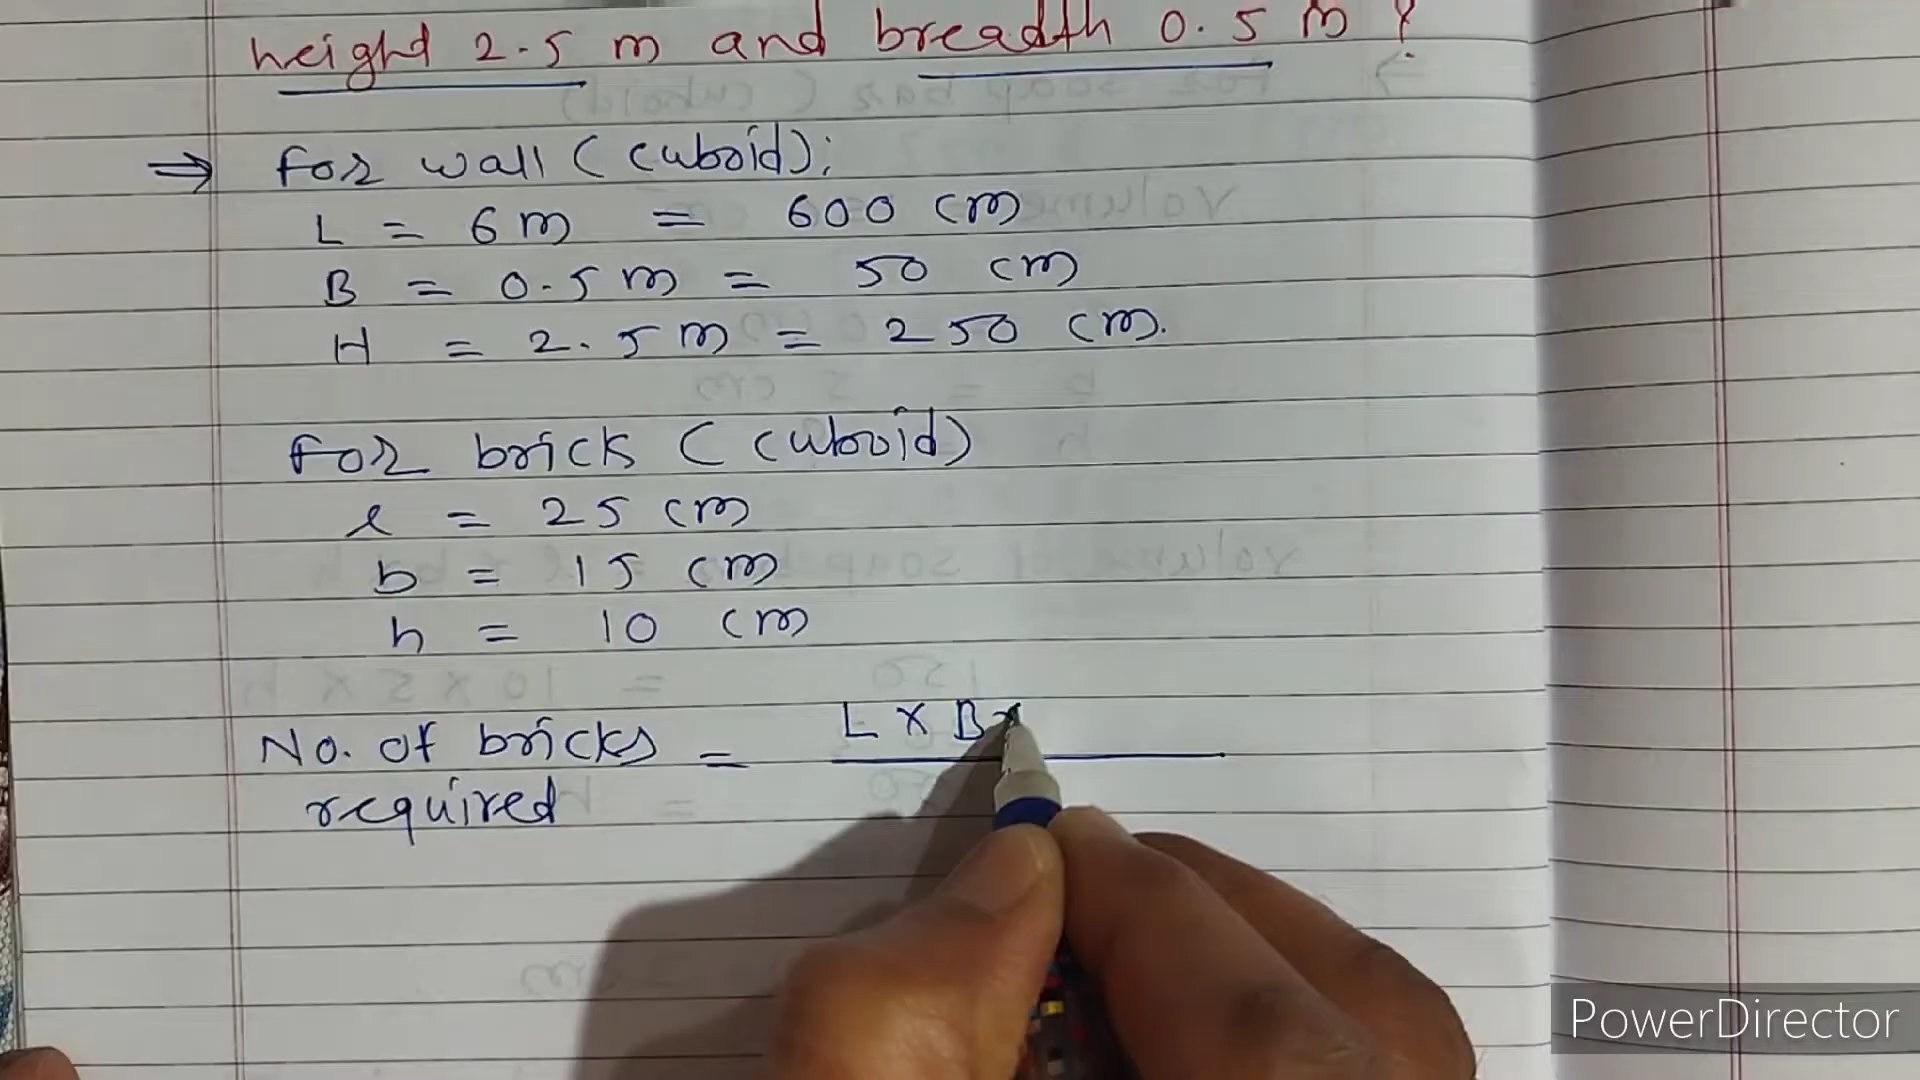 height 2.5 m and breadth 0.5 m ?
⇒ For wall (cuboid):
L = 6 m = 600 cm
B = 0.5 m = 50 cm
H = 2.5 m = 250 cm.
For brick (cuboid)
l = 25 cm
b = 15 cm
h = 10 cm
No. of bricks required = L × B ×
PowerDirector